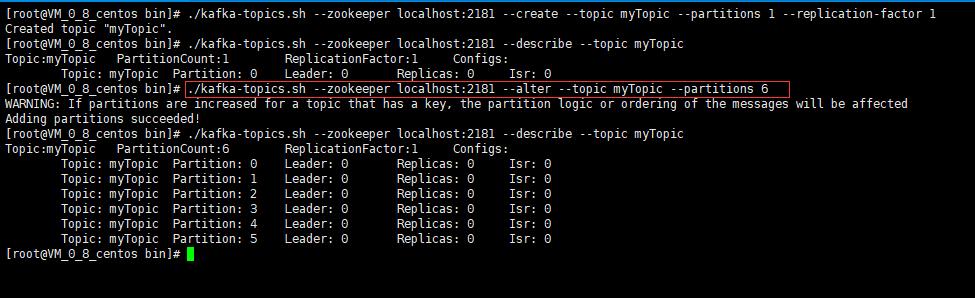 [root@VM_0_8_centos bin]# ./kafka-topics.sh --zookeeper localhost:2181 --create --topic myTopic --partitions 1 --replication-factor 1
Created topic "myTopic".
[root@VM_0_8_centos bin]# ./kafka-topics.sh --zookeeper localhost:2181 --describe --topic myTopic
Topic:myTopic PartitionCount:1 ReplicationFactor:1 Configs:
Topic: myTopic Partition: 0 Leader: 0 Replicas: 0 Isr: 0
[root@VM_0_8_centos bin]# ./kafka-topics.sh --zookeeper localhost:2181 --alter --topic myTopic --partitions 6
WARNING: If partitions are increased for a topic that has a key, the partition logic or ordering of the messages will be affected
Adding partitions succeeded!
[root@VM_0_8_centos bin]# ./kafka-topics.sh --zookeeper localhost:2181 --describe --topic myTopic
Topic:myTopic PartitionCount:6 ReplicationFactor:1 Configs:
Topic: myTopic Partition: 0 Leader: 0 Replicas: 0 Isr: 0
Topic: myTopic Partition: 1 Leader: 0 Replicas: 0 Isr: 0
Topic: myTopic Partition: 2 Leader: 0 Replicas: 0 Isr: 0
Topic: myTopic Partition: 3 Leader: 0 Replicas: 0 Isr: 0
Topic: myTopic Partition: 4 Leader: 0 Replicas: 0 Isr: 0
Topic: myTopic Partition: 5 Leader: 0 Replicas: 0 Isr: 0
[root@VM_0_8_centos bin]#